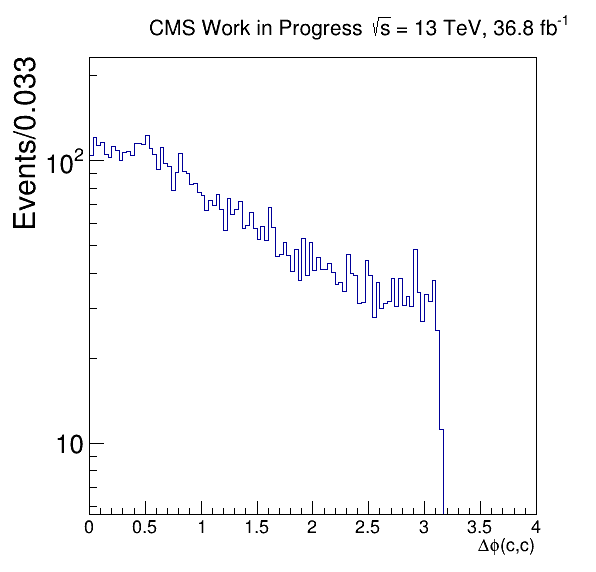 CMS Work in Progress √s = 13 TeV, 36.8 fb⁻¹
Events/0.033
10²
10
0 0.5 1 1.5 2 2.5 3 3.5 4
Δϕ(c,c)